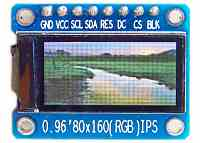 GND VCC SCL SDA RES DC CS BLK
0.96'80x160(RGB)IPS